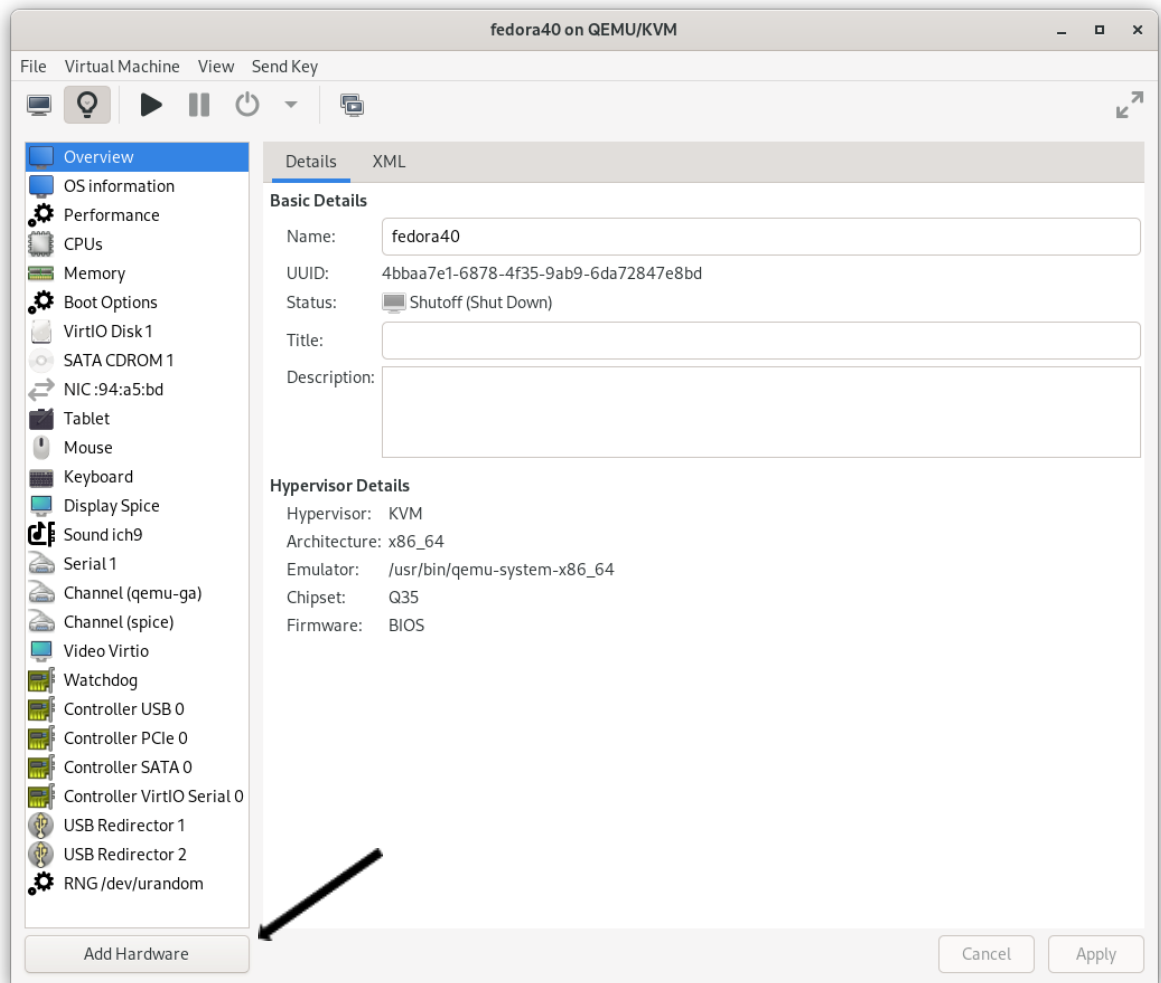 fedora40 on QEMU/KVM
File Virtual Machine View Send Key
Overview
OS information
Performance
CPUs
Memory
Boot Options
VirtIO Disk 1
SATA CDROM 1
NIC :94:a5:bd
Tablet
Mouse
Keyboard
Display Spice
Sound ich9
Serial 1
Channel (qemu-ga)
Channel (spice)
Video Virtio
Watchdog
Controller USB 0
Controller PCIe 0
Controller SATA 0
Controller VirtIO Serial 0
USB Redirector 1
USB Redirector 2
RNG /dev/urandom
Add Hardware
Details XML
Basic Details
Name: fedora40
UUID: 4bbaa7e1-6878-4f35-9ab9-6da72847e8bd
Status: Shutoff (Shut Down)
Title:
Description:
Hypervisor Details
Hypervisor: KVM
Architecture: x86_64
Emulator: /usr/bin/qemu-system-x86_64
Chipset: Q35
Firmware: BIOS
Cancel Apply